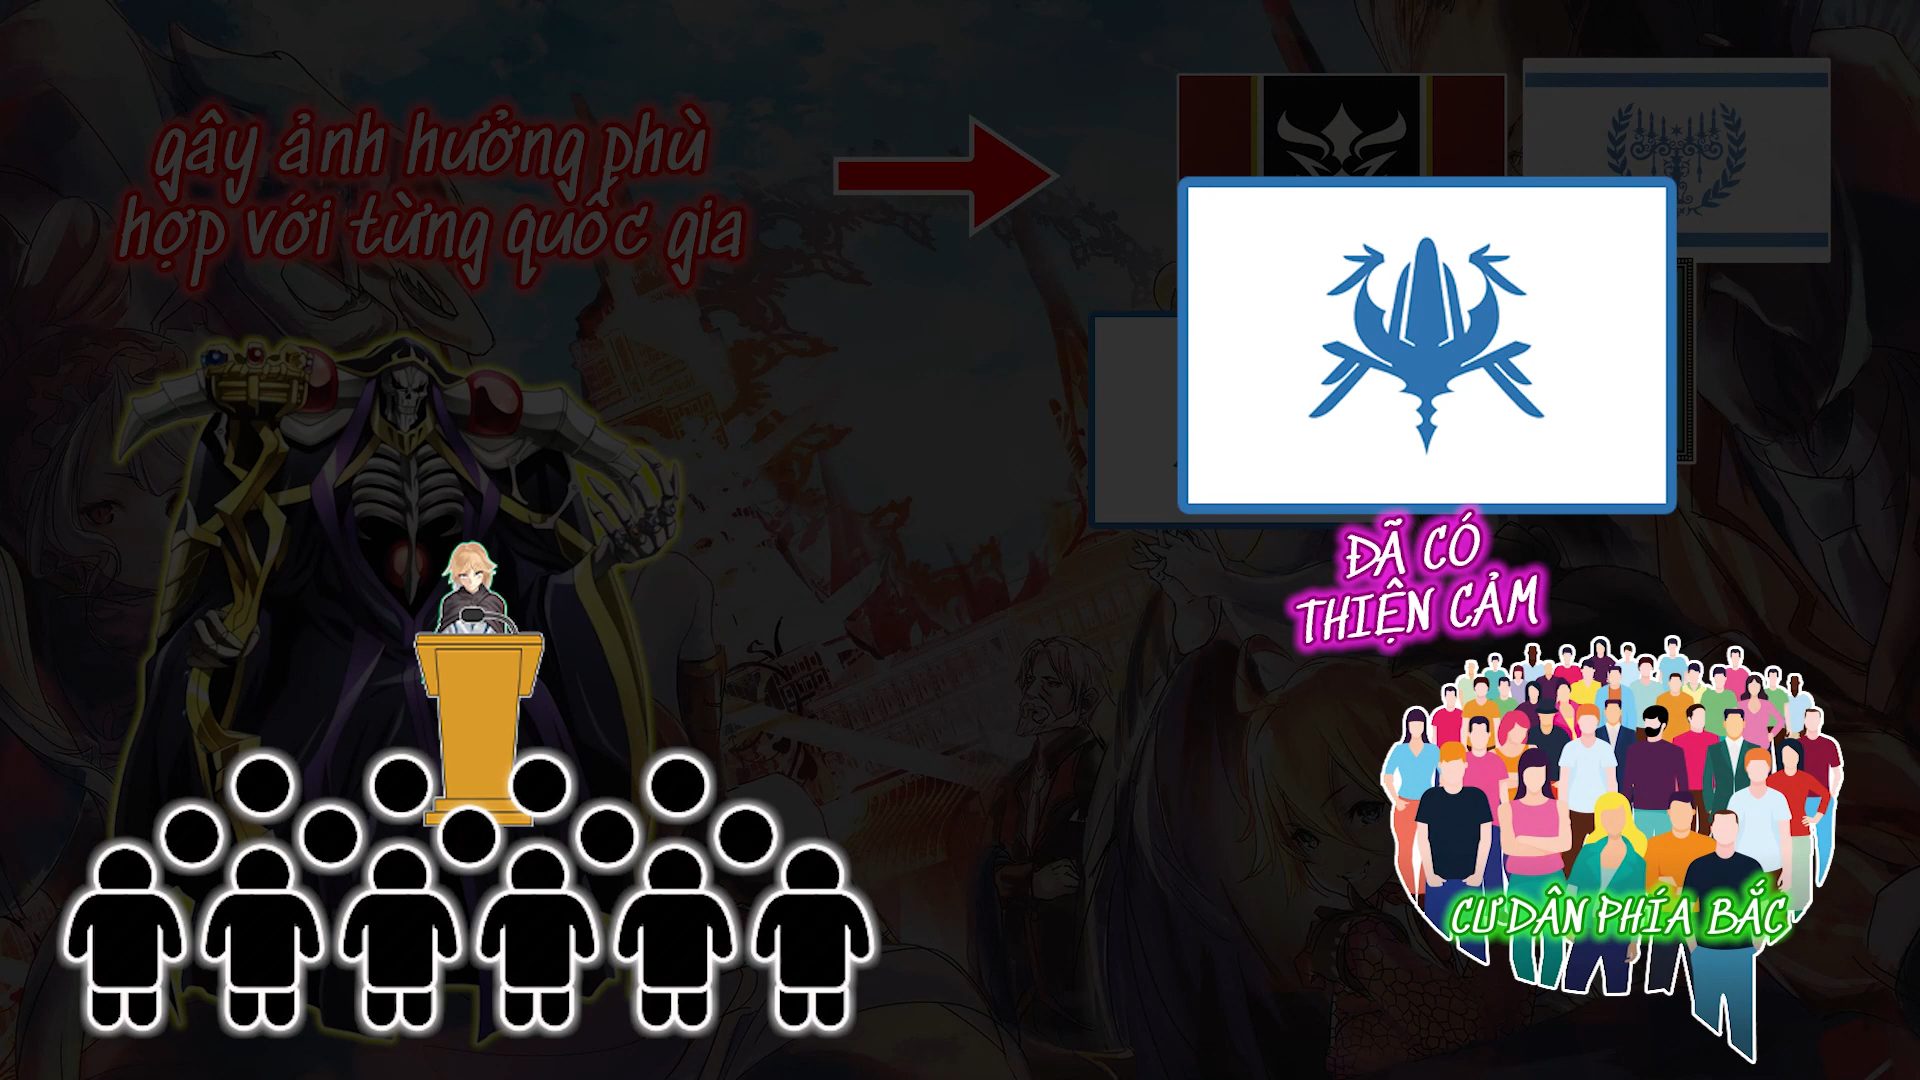 gây ảnh hưởng phù
hợp với từng quốc gia
ĐÃ CÓ
THIỆN CẢM
CƯ DÂN PHÍA BẮC